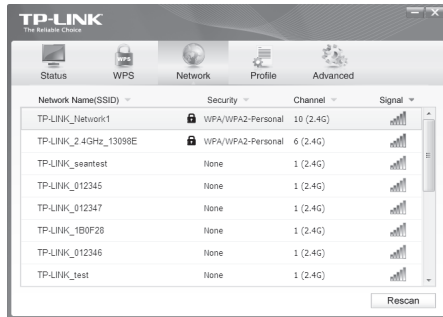 TP-LINK
The Reliable Choice
WPS
Status WPS Network Profile Advanced
Network Name(SSID) Security Channel Signal
TP-LINK_Network1 WPA/WPA2-Personal 10 (2.4G)
TP-LINK_2.4GHz_13098E WPA/WPA2-Personal 6 (2.4G)
TP-LINK_seantest None 1 (2.4G)
TP-LINK_012345 None 1 (2.4G)
TP-LINK_012347 None 1 (2.4G)
TP-LINK_1B0F28 None 1 (2.4G)
TP-LINK_012346 None 1 (2.4G)
TP-LINK_test None 1 (2.4G)
Rescan